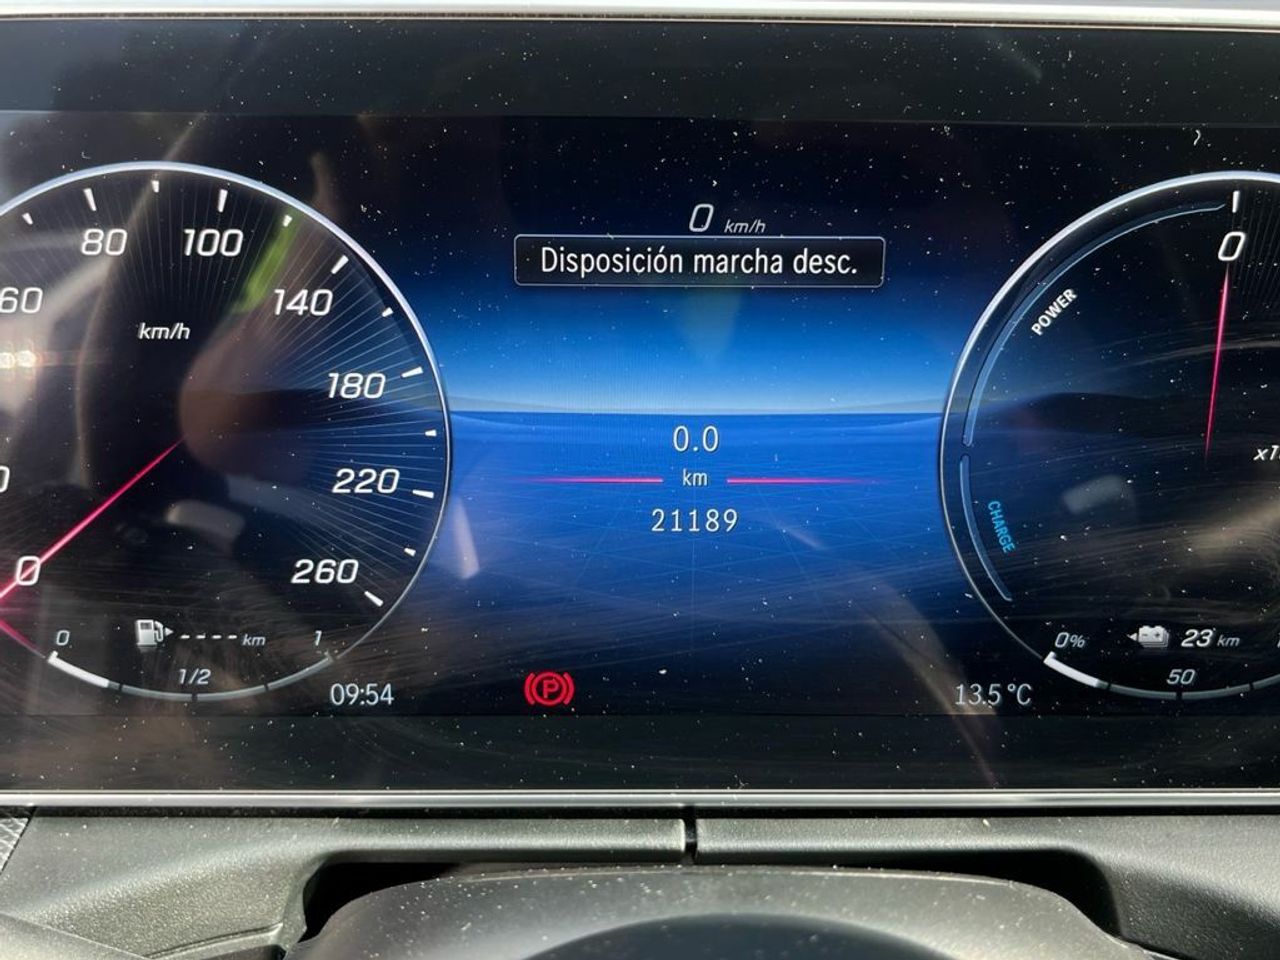 0 km/h
Disposición marcha desc.
80
100
60
140
km/h
180
220
0
260
0
----km
1
1/2
09:54
0.0
km
21189
P
0
POWER
CHARGE
0%
23 km
50
13.5°C